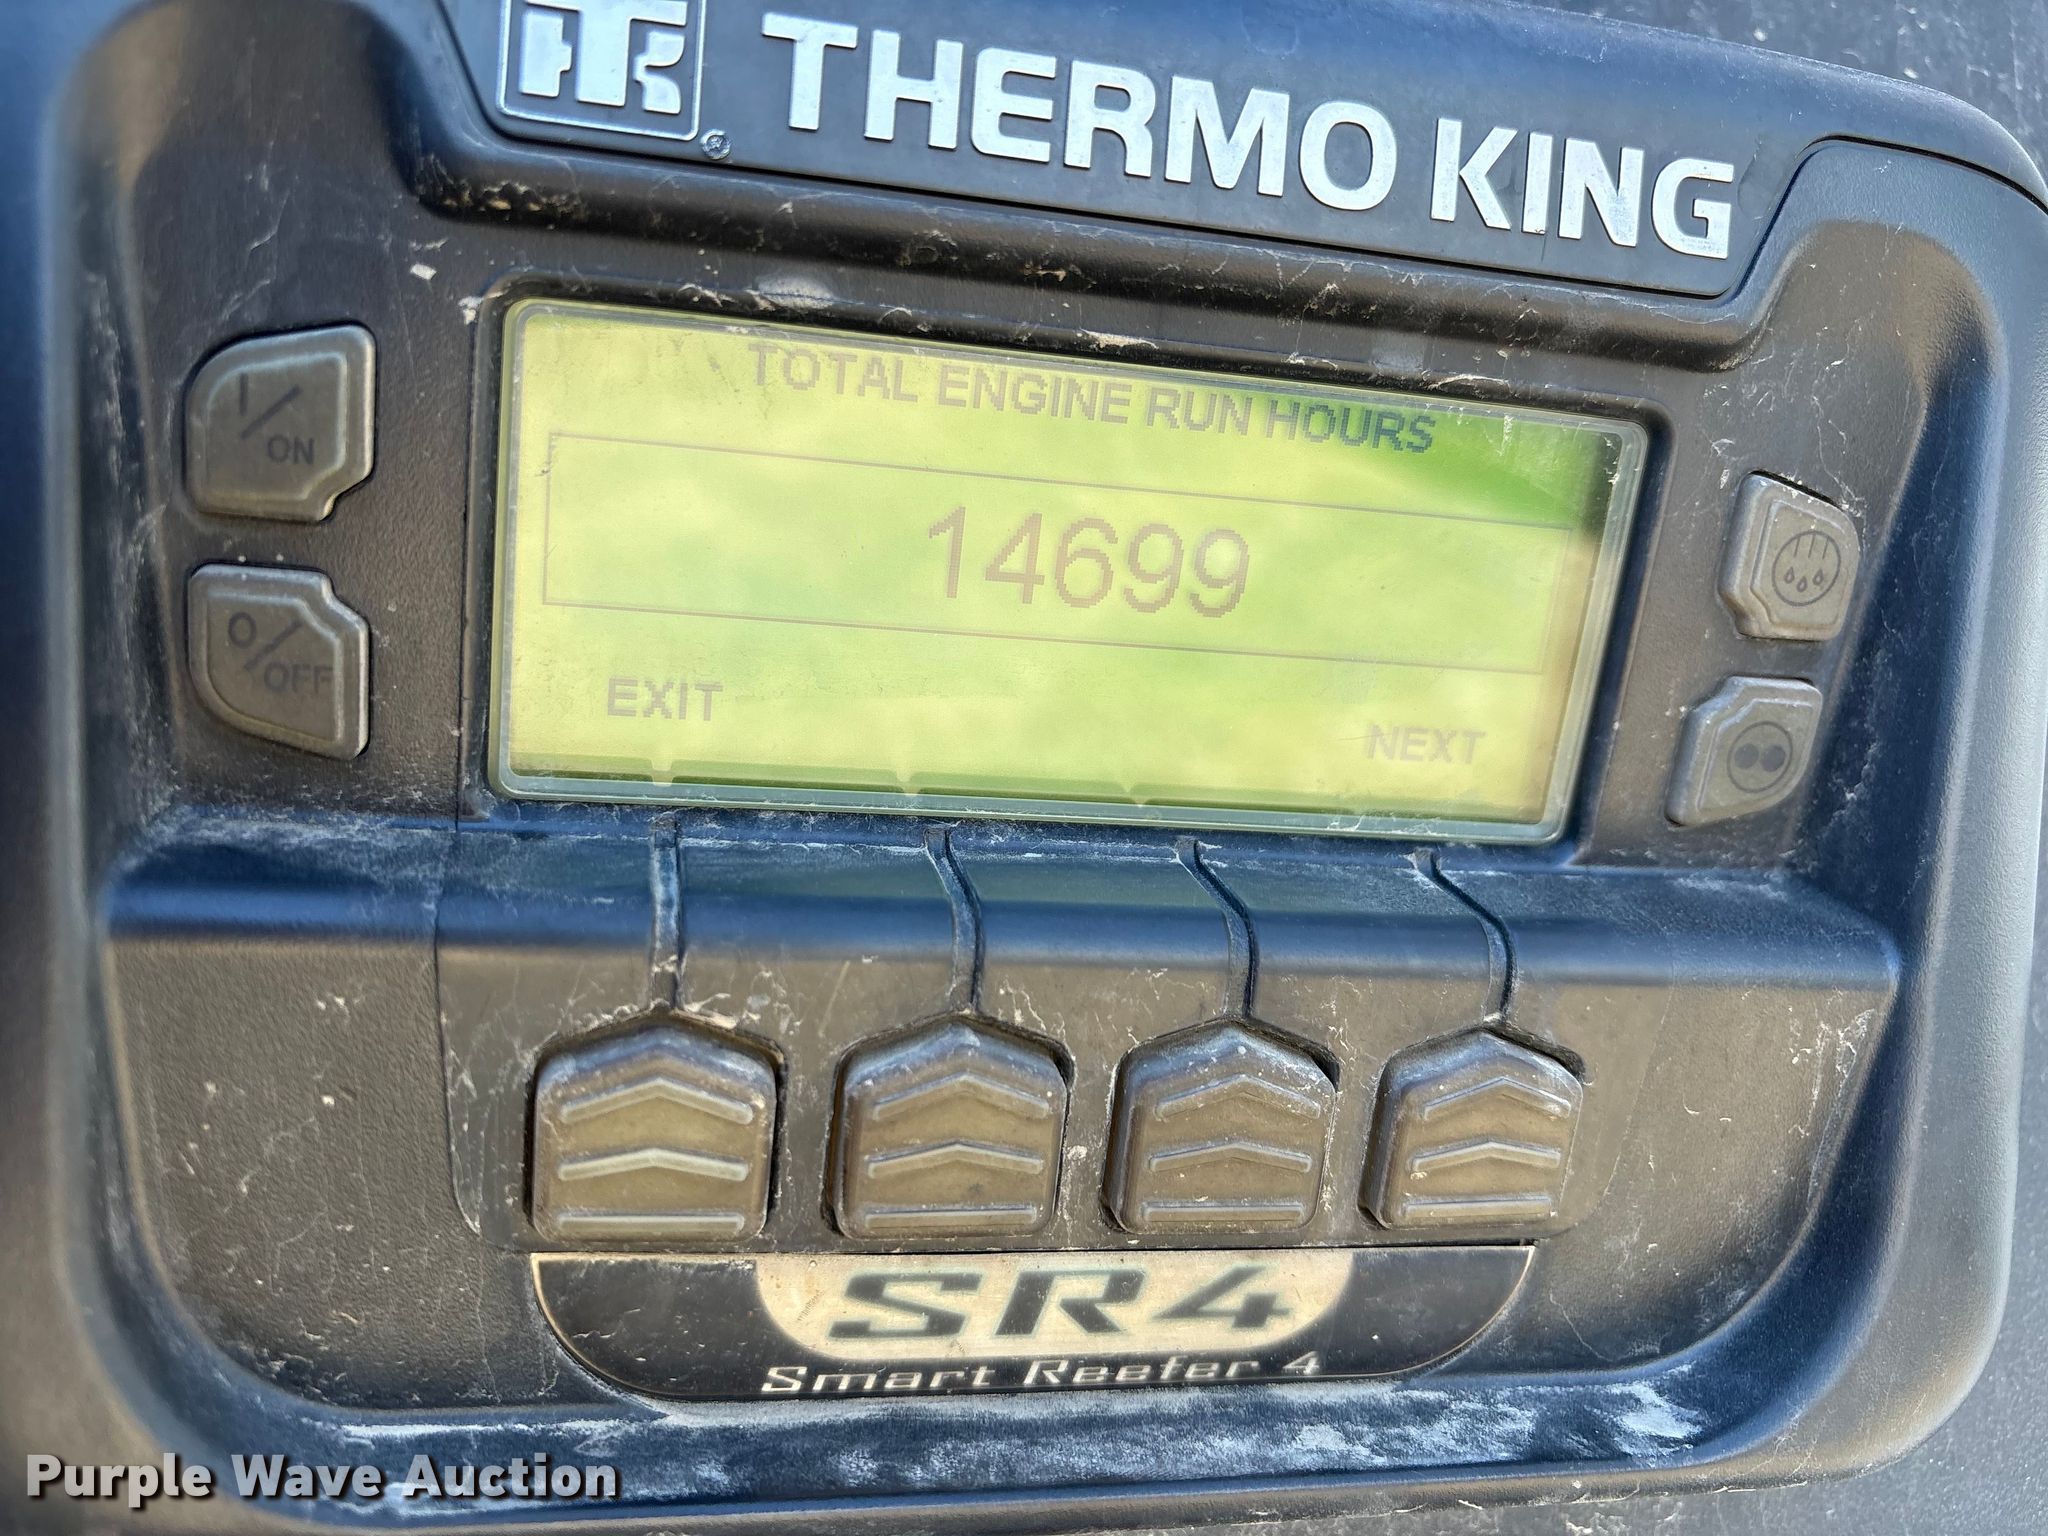 THERMO KING
®
I/ON
TOTAL ENGINE RUN HOURS
14699
O/OFF
EXIT
NEXT
SR4
Smart Reefer 4
Purple Wave Auction